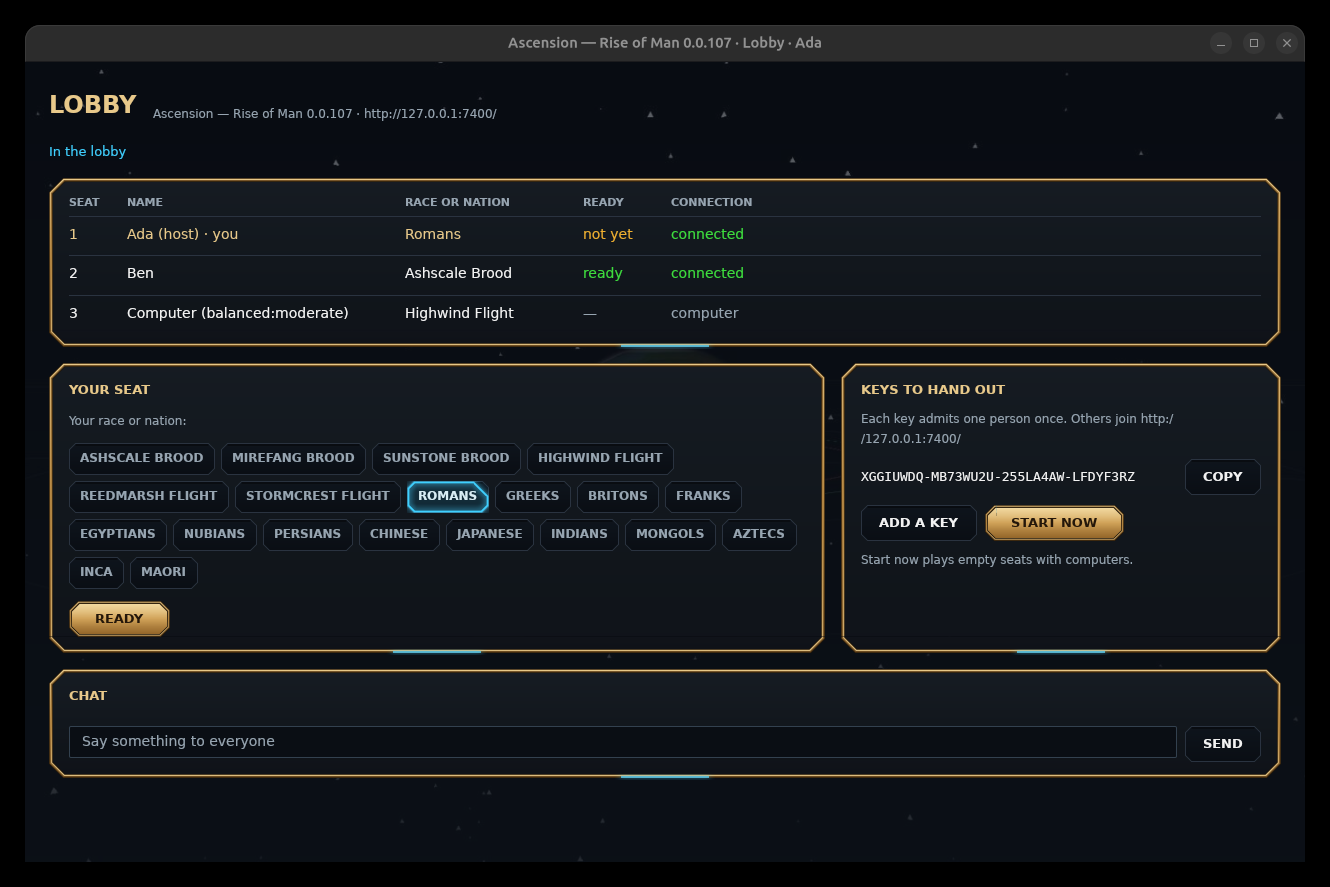 Ascension — Rise of Man 0.0.107 · Lobby · Ada
LOBBY Ascension — Rise of Man 0.0.107 · http://127.0.0.1:7400/
In the lobby
SEAT NAME RACE OR NATION READY CONNECTION
1 Ada (host) · you Romans not yet connected
2 Ben Ashscale Brood ready connected
3 Computer (balanced:moderate) Highwind Flight — computer
YOUR SEAT
Your race or nation:
ASHSCALE BROOD MIREFANG BROOD SUNSTONE BROOD HIGHWIND FLIGHT
REEDMARSH FLIGHT STORMCREST FLIGHT ROMANS GREEKS BRITONS FRANKS
EGYPTIANS NUBIANS PERSIANS CHINESE JAPANESE INDIANS MONGOLS AZTECS
INCA MAORI
READY
KEYS TO HAND OUT
Each key admits one person once. Others join http:/
/127.0.0.1:7400/
XGGIUWDQ-MB73WU2U-255LA4AW-LFDYF3RZ COPY
ADD A KEY START NOW
Start now plays empty seats with computers.
CHAT
Say something to everyone SEND